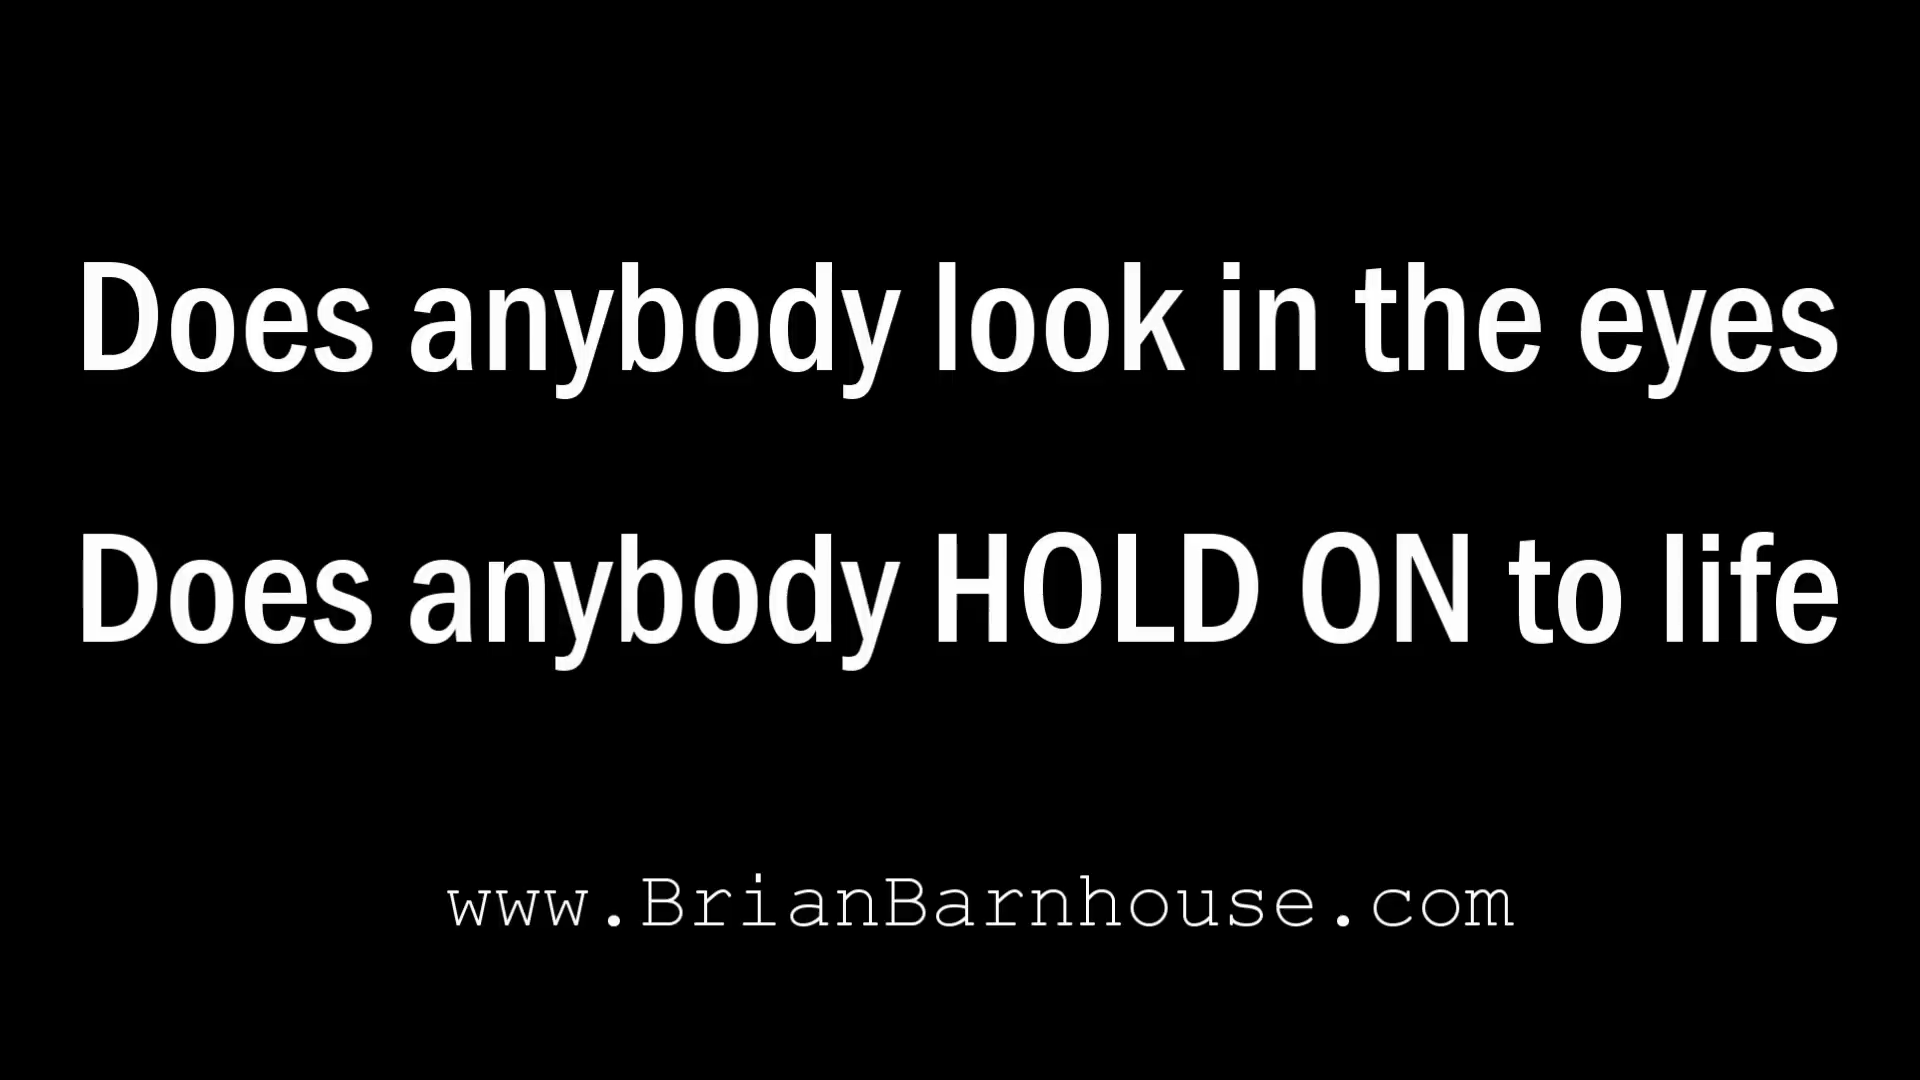 Does anybody look in the eyes
Does anybody HOLD ON to life
www.BrianBarnhouse.com